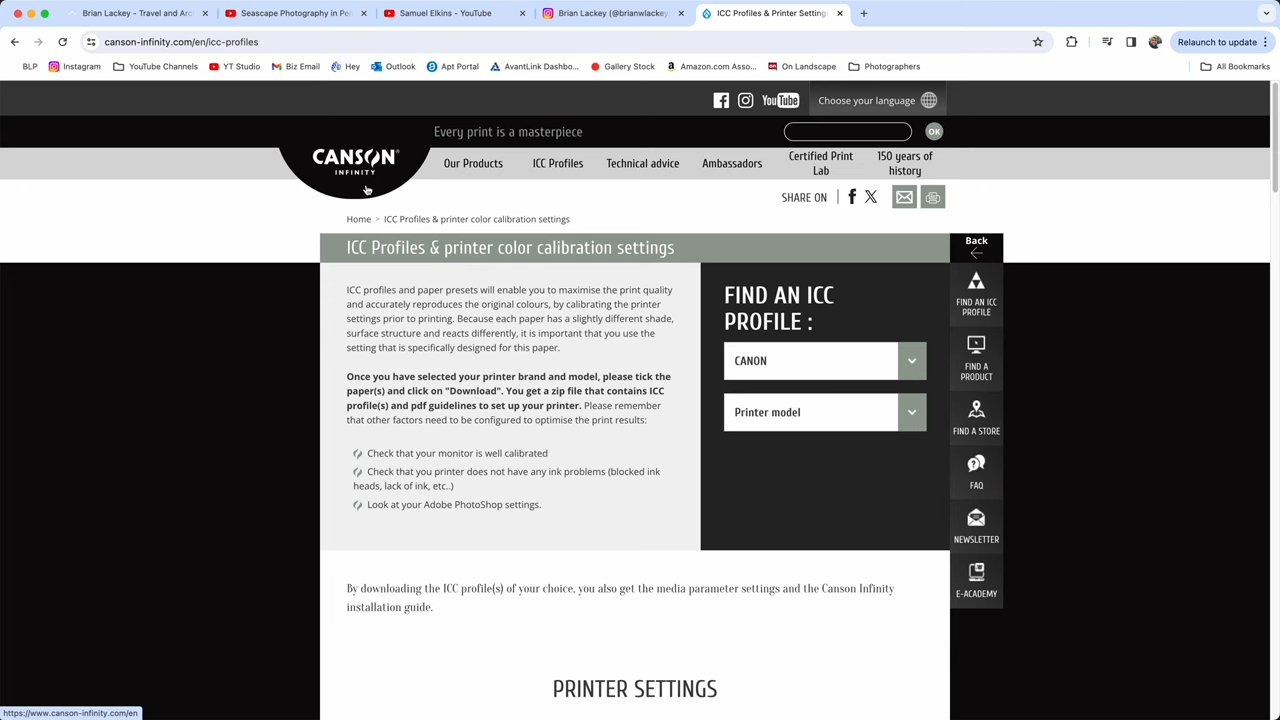 Brian Lackey - Travel and Arc
Seascape Photography in Per
Samuel Elkins - YouTube
Brian Lackey (@brianwlackey
ICC Profiles & Printer Setting
canson-infinity.com/en/icc-profiles
Relaunch to update
BLP
Instagram
YouTube Channels
YT Studio
Biz Email
Hey
Outlook
Apt Portal
AvantLink Dashbo...
Gallery Stock
Amazon.com Asso...
On Landscape
Photographers
All Bookmarks
YouTube
Choose your language
Every print is a masterpiece
OK
CANSON
INFINITY
Our Products
ICC Profiles
Technical advice
Ambassadors
Certified Print
Lab
150 years of
history
SHARE ON
Home > ICC Profiles & printer color calibration settings
ICC Profiles & printer color calibration settings
ICC profiles and paper presets will enable you to maximise the print quality
and accurately reproduces the original colours, by calibrating the printer
settings prior to printing. Because each paper has a slightly different shade,
surface structure and reacts differently, it is important that you use the
setting that is specifically designed for this paper.
Once you have selected your printer brand and model, please tick the
paper(s) and click on "Download". You get a zip file that contains ICC
profile(s) and pdf guidelines to set up your printer. Please remember
that other factors need to be configured to optimise the print results:
Check that your monitor is well calibrated
Check that you printer does not have any ink problems (blocked ink
heads, lack of ink, etc..)
Look at your Adobe PhotoShop settings.
FIND AN ICC
PROFILE :
CANON
Printer model
Back
FIND AN ICC
PROFILE
FIND A
PRODUCT
FIND A STORE
FAQ
NEWSLETTER
E-ACADEMY
By downloading the ICC profile(s) of your choice, you also get the media parameter settings and the Canson Infinity
installation guide.
PRINTER SETTINGS
https://www.canson-infinity.com/en